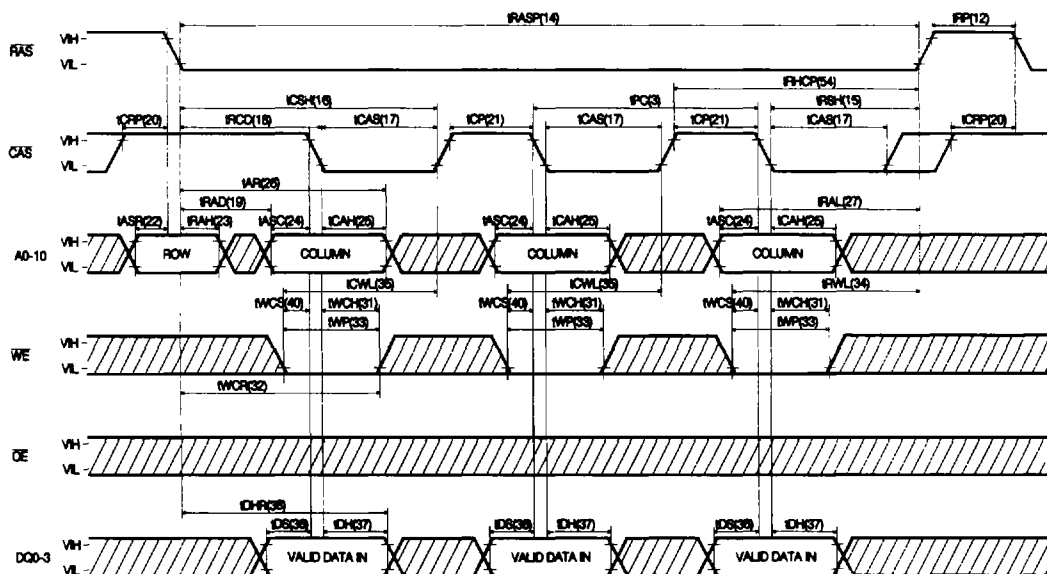 tRASP(14) tRP(12)
RAS VIH- VIL-
tRHCP(54)
tCSH(16) tPC(3) tRSH(15)
tCRP(20) tRCD(18) tCAS(17) tCP(21) tCAS(17) tCP(21) tCAS(17) tCRP(20)
CAS VIH- VIL-
tAR(26)
tRAD(19) tRAL(27)
tASR(22) tRAH(23) tASC(24) tCAH(25) tASC(24) tCAH(25) tASC(24) tCAH(25)
A0-10 VIH- VIL- ROW COLUMN COLUMN COLUMN
tCWL(35) tCWL(35) tRWL(34)
tWCS(40) tWCH(31) tWCS(40) tWCH(31) tWCS(40) tWCH(31)
tWP(33) tWP(33) tWP(33)
WE VIH- VIL-
tWCR(32)
OE VIH- VIL-
tDHR(38)
tDS(36) tDH(37) tDS(36) tDH(37) tDS(36) tDH(37)
DQ0-3 VIH- VIL- VALID DATA IN VALID DATA IN VALID DATA IN